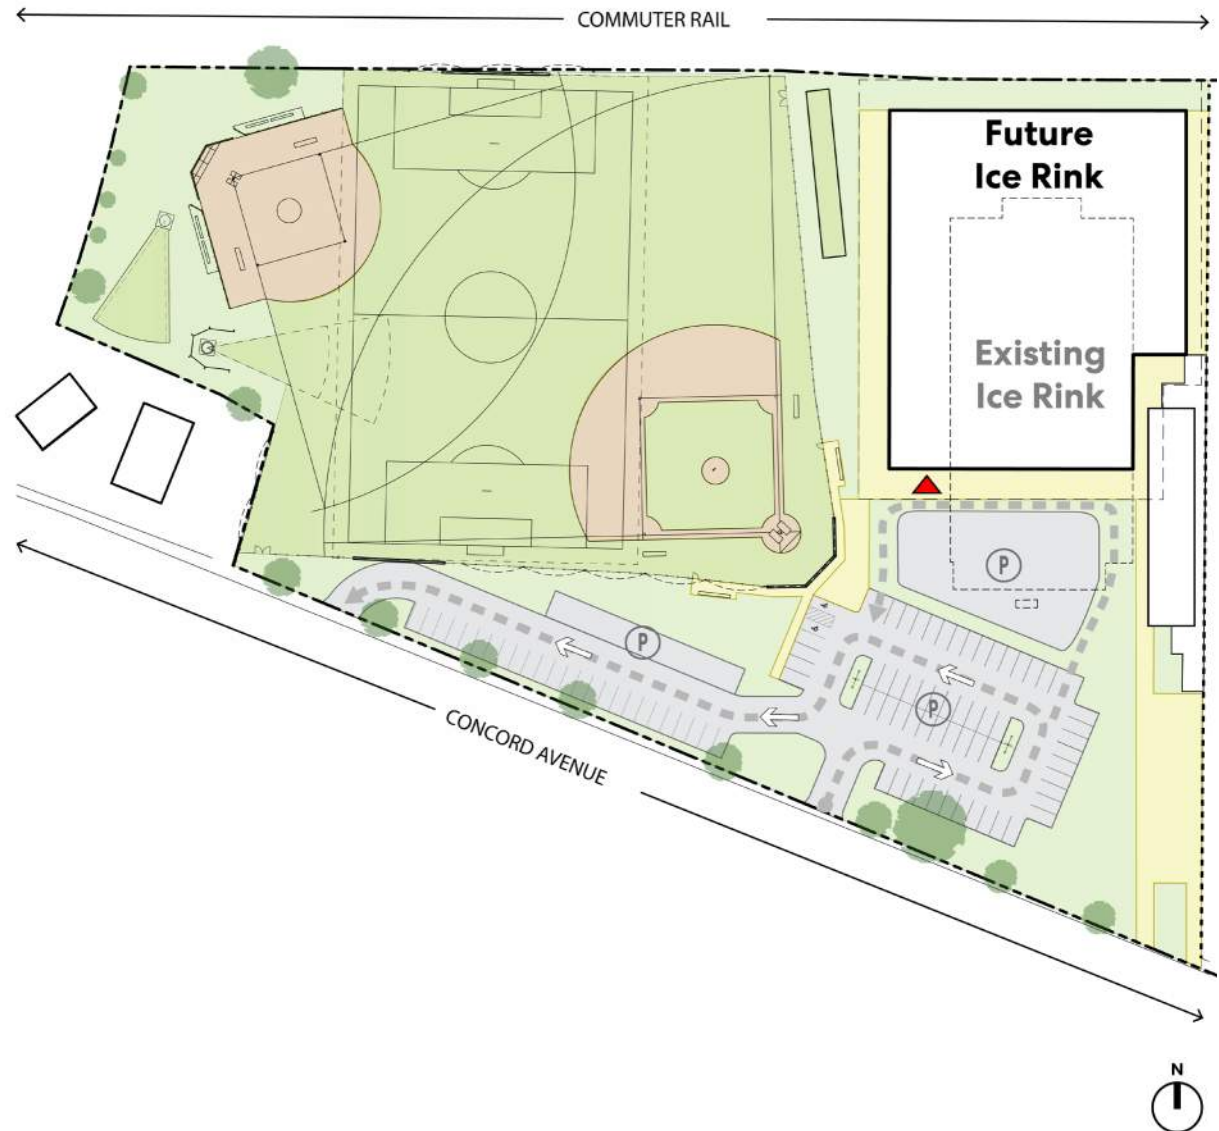 COMMUTER RAIL
Future
Ice Rink
Existing
Ice Rink
P
P
P
CONCORD AVENUE
N